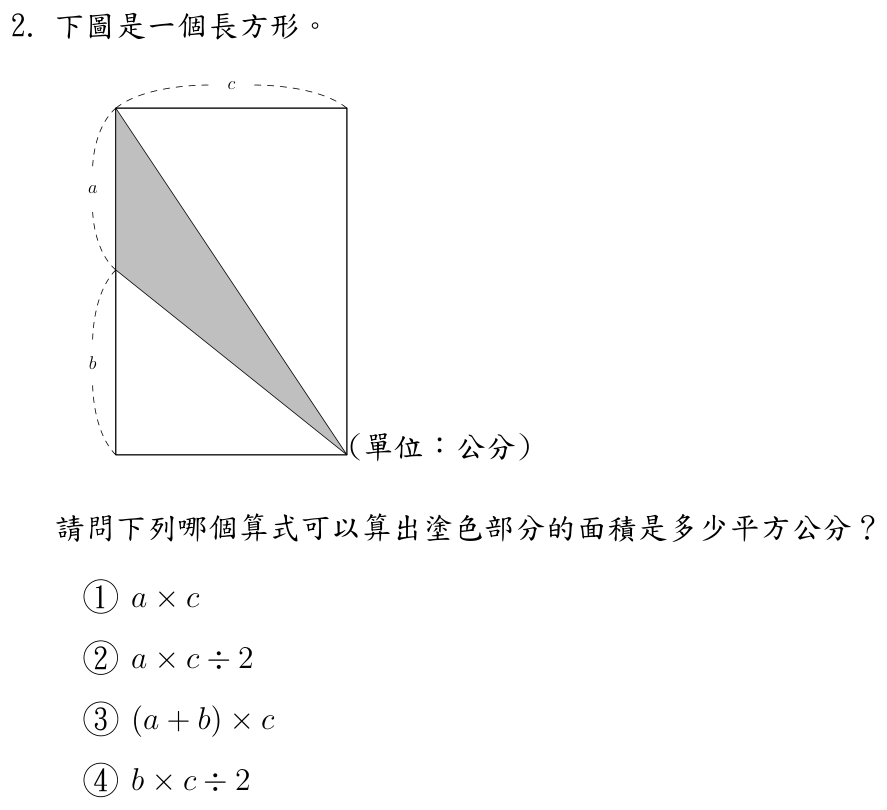 2. 下圖是一個長方形。
c
a
b
(單位：公分)
請問下列哪個算式可以算出塗色部分的面積是多少平方公分？
① a × c
② a × c ÷ 2
③ (a + b) × c
④ b × c ÷ 2